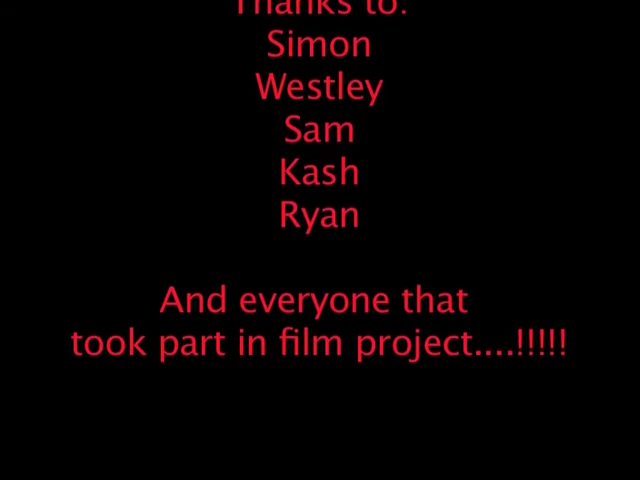 Thanks to:
Simon
Westley
Sam
Kash
Ryan
And everyone that
took part in film project....!!!!!